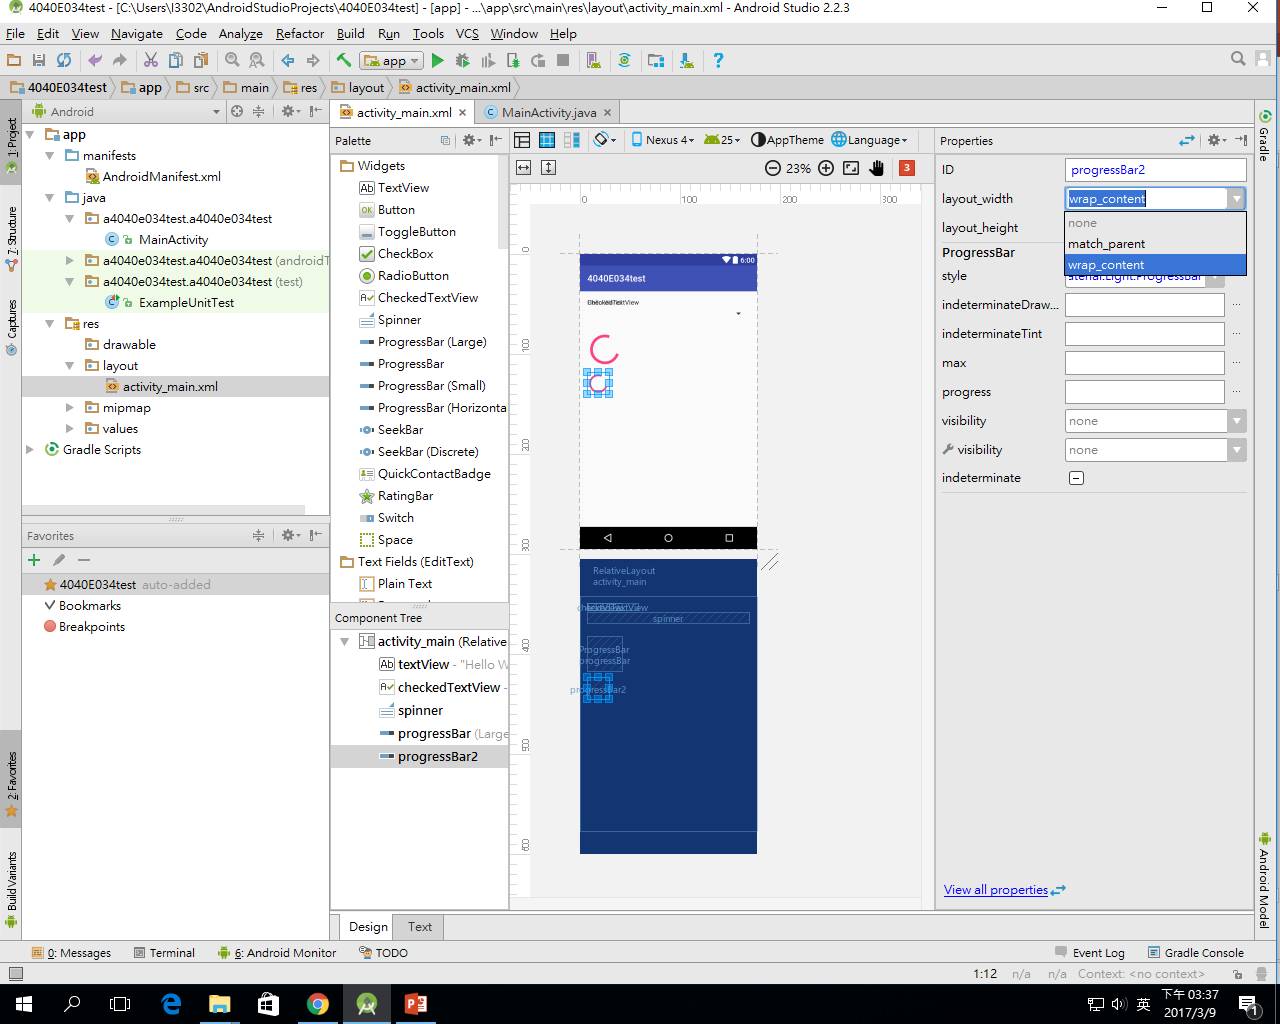 4040E034test - [C:\Users\I3302\AndroidStudioProjects\4040E034test] - [app] - ...\app\src\main\res\layout\activity_main.xml - Android Studio 2.2.3
File Edit View Navigate Code Analyze Refactor Build Run Tools VCS Window Help
app
4040E034test app src main res layout activity_main.xml
1: Project
7: Structure
Captures
2: Favorites
Build Variants
Android
app
manifests
AndroidManifest.xml
java
a4040e034test.a4040e034test
MainActivity
a4040e034test.a4040e034test (androidT
a4040e034test.a4040e034test (test)
ExampleUnitTest
res
drawable
layout
activity_main.xml
mipmap
values
Gradle Scripts
Favorites
4040E034test auto-added
Bookmarks
Breakpoints
activity_main.xml MainActivity.java
Palette
Widgets
TextView
Button
ToggleButton
CheckBox
RadioButton
CheckedTextView
Spinner
ProgressBar (Large)
ProgressBar
ProgressBar (Small)
ProgressBar (Horizonta
SeekBar
SeekBar (Discrete)
QuickContactBadge
RatingBar
Switch
Space
Text Fields (EditText)
Plain Text
Component Tree
activity_main (Relative
textView - "Hello W
checkedTextView -
spinner
progressBar (Large
progressBar2
Nexus 4 25 AppTheme Language
23% 3
0 100 200 300
0
100
200
300
400
500
600
6:00
4040E034test
RelativeLayout
activity_main
spinner
ProgressBar
progressBar
progressBar2
Properties
ID progressBar2
layout_width wrap_content
layout_height
none
match_parent
wrap_content
ProgressBar
style
indeterminateDraw... ...
indeterminateTint ...
max ...
progress ...
visibility none
visibility none
indeterminate
View all properties
Gradle
Android Model
Design Text
0: Messages Terminal 6: Android Monitor TODO Event Log Gradle Console
1:12 n/a n/a Context: <no context>
英 下午 03:37
2017/3/9
1